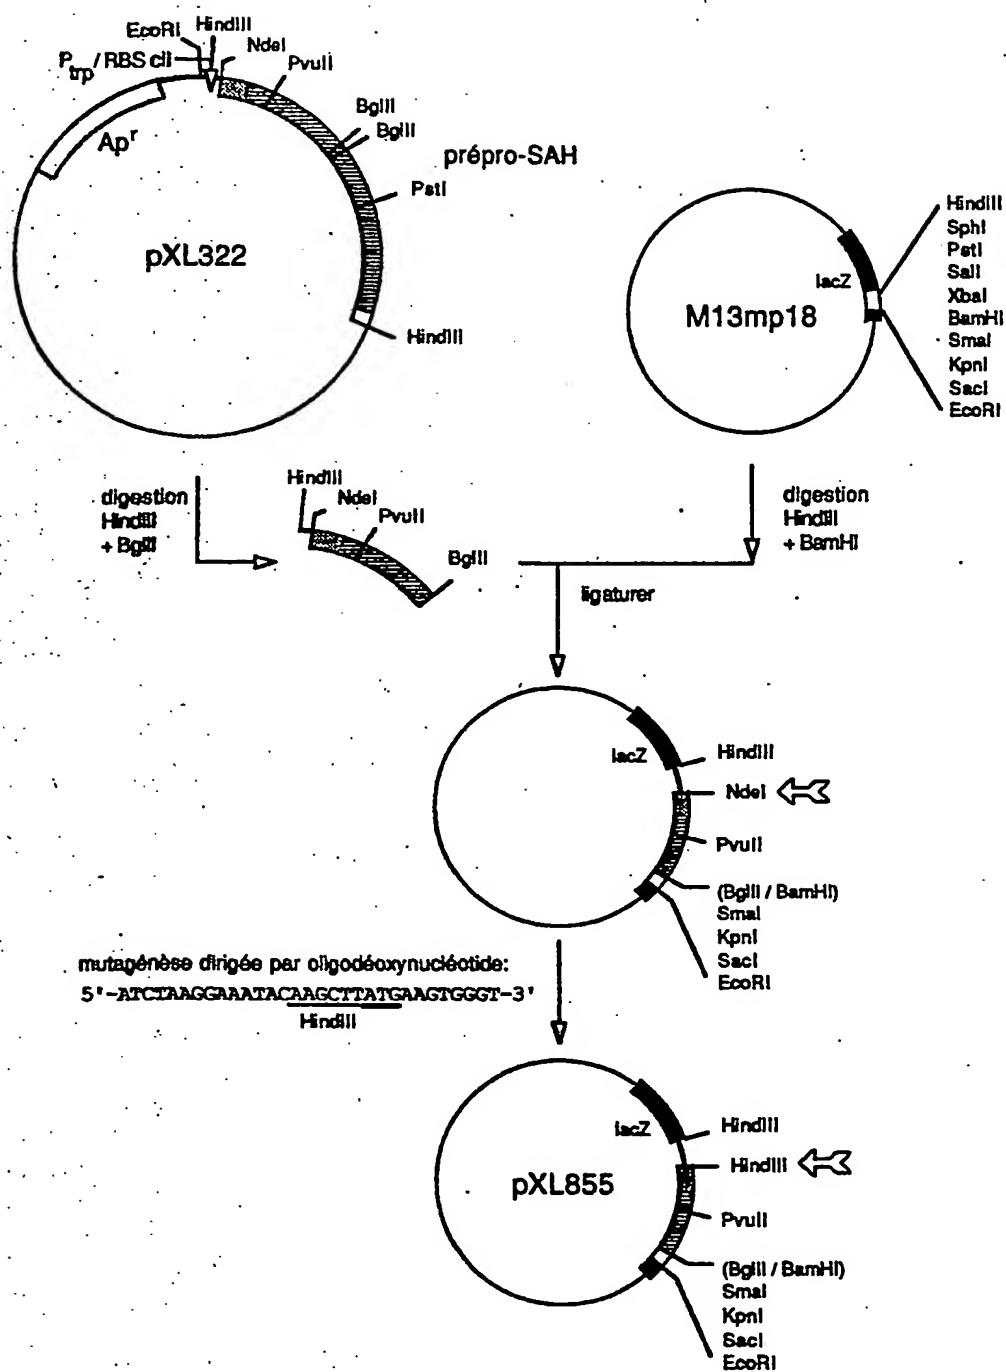 EcoRI
HindIII
P trp / RBS cII
NdeI
PvuII
BglII
BglII
Ap r
prépro-SAH
PstI
pXL322
HindIII
M13mp18
lacZ
HindIII
SphI
PstI
SalI
XbaI
BamHI
SmaI
KpnI
SacI
EcoRI
digestion
HindIII
+ BglII
HindIII
NdeI
PvuII
BglII
digestion
HindIII
+ BamHI
ligaturer
lacZ
HindIII
NdeI
PvuII
(BglII / BamHI)
SmaI
KpnI
SacI
EcoRI
mutagénèse dirigée par oligodéoxynucléotide:
5'-ATCTAAGGAAATACAAGCTTATGAAGTGGGT-3'
HindIII
lacZ
HindIII
HindIII
pXL855
PvuII
(BglII / BamHI)
SmaI
KpnI
SacI
EcoRI